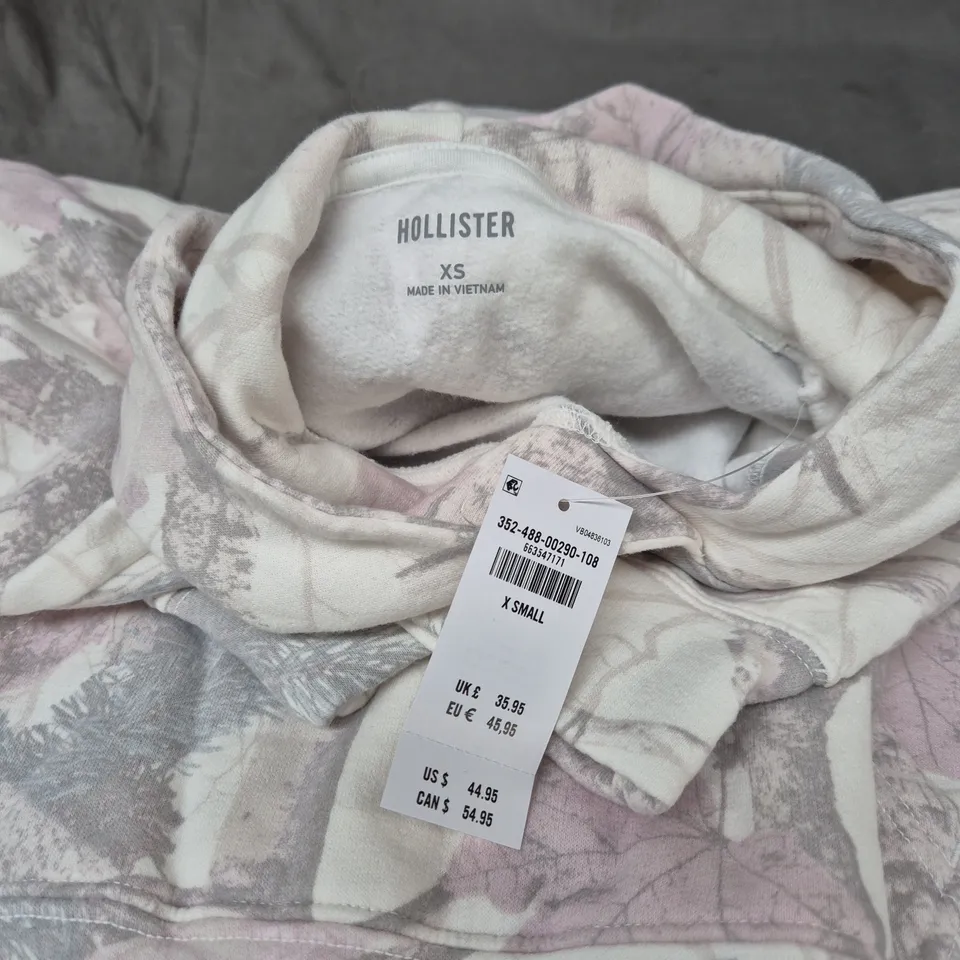 HOLLISTER
XS
MADE IN VIETNAM
VB04836103
352-488-00290-108
663547171
X SMALL
UK £ 35.95
EU € 45,95
US $ 44.95
CAN $ 54.95